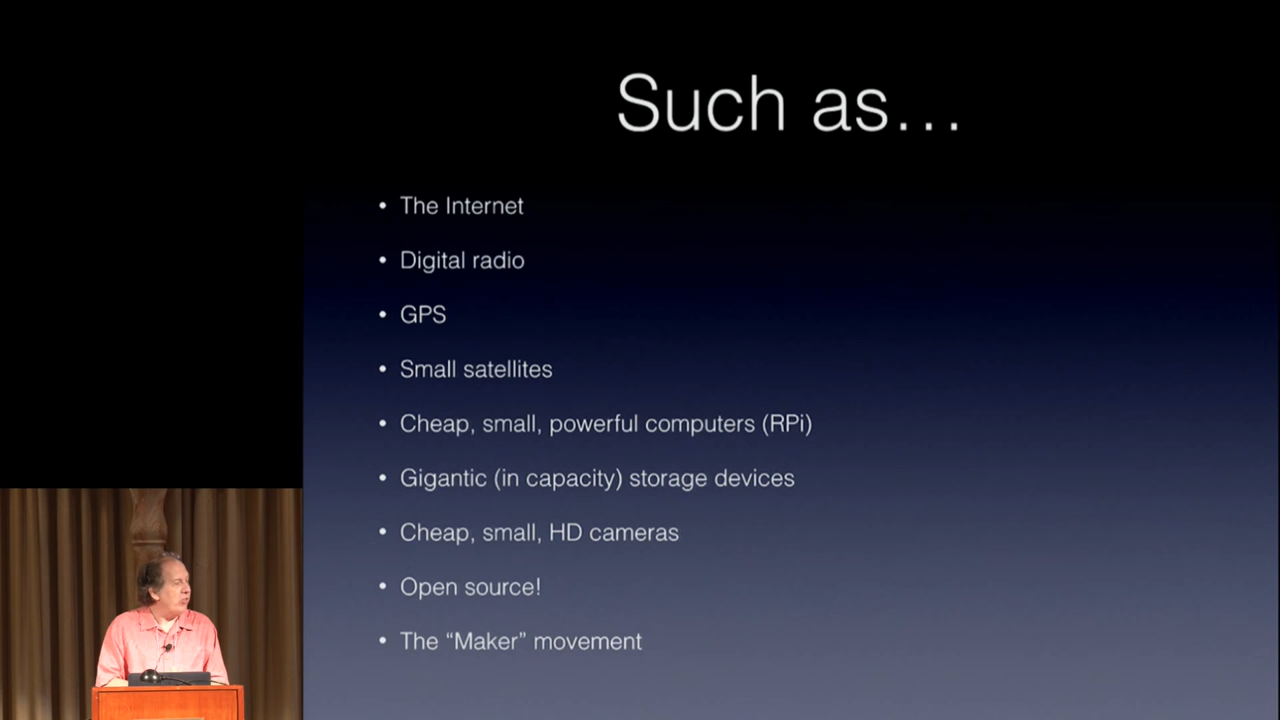 Such as…
• The Internet
• Digital radio
• GPS
• Small satellites
• Cheap, small, powerful computers (RPi)
• Gigantic (in capacity) storage devices
• Cheap, small, HD cameras
• Open source!
• The “Maker” movement